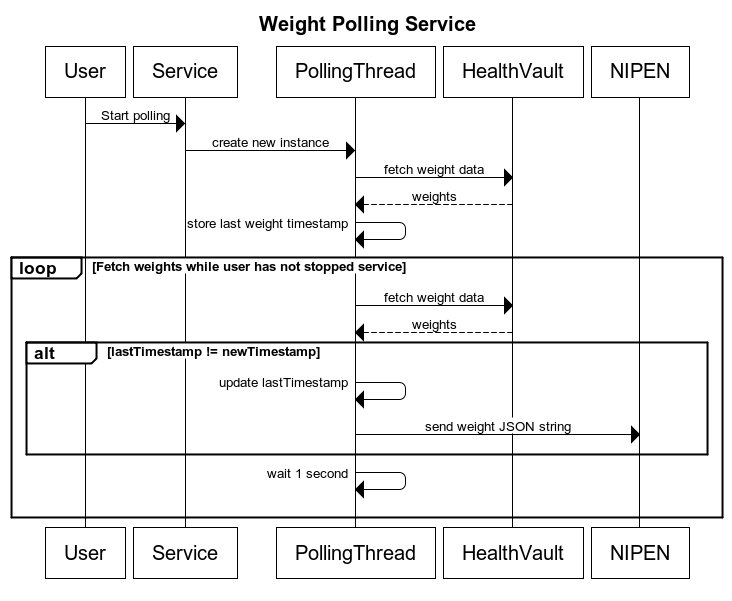 Weight Polling Service
User Service PollingThread HealthVault NIPEN
Start polling
create new instance
fetch weight data
weights
store last weight timestamp
loop [Fetch weights while user has not stopped service]
fetch weight data
weights
alt [lastTimestamp != newTimestamp]
update lastTimestamp
send weight JSON string
wait 1 second
User Service PollingThread HealthVault NIPEN